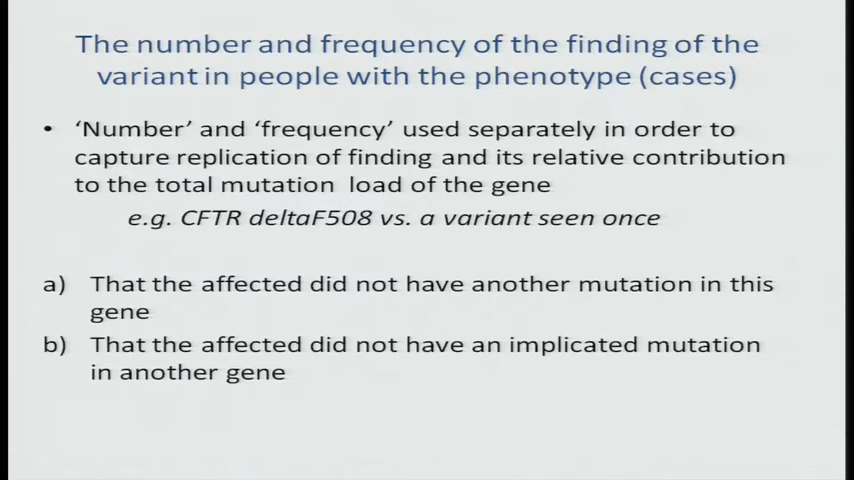 The number and frequency of the finding of the
variant in people with the phenotype (cases)
• ‘Number’ and ‘frequency’ used separately in order to
capture replication of finding and its relative contribution
to the total mutation load of the gene
e.g. CFTR deltaF508 vs. a variant seen once
a) That the affected did not have another mutation in this
gene
b) That the affected did not have an implicated mutation
in another gene